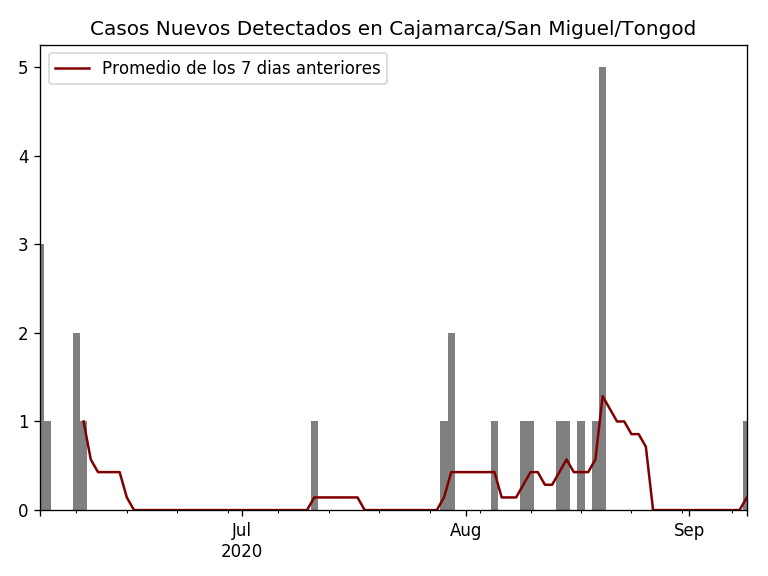 Casos Nuevos Detectados en Cajamarca/San Miguel/Tongod
Promedio de los 7 dias anteriores
5
4
3
2
1
0
Jul
2020
Aug
Sep